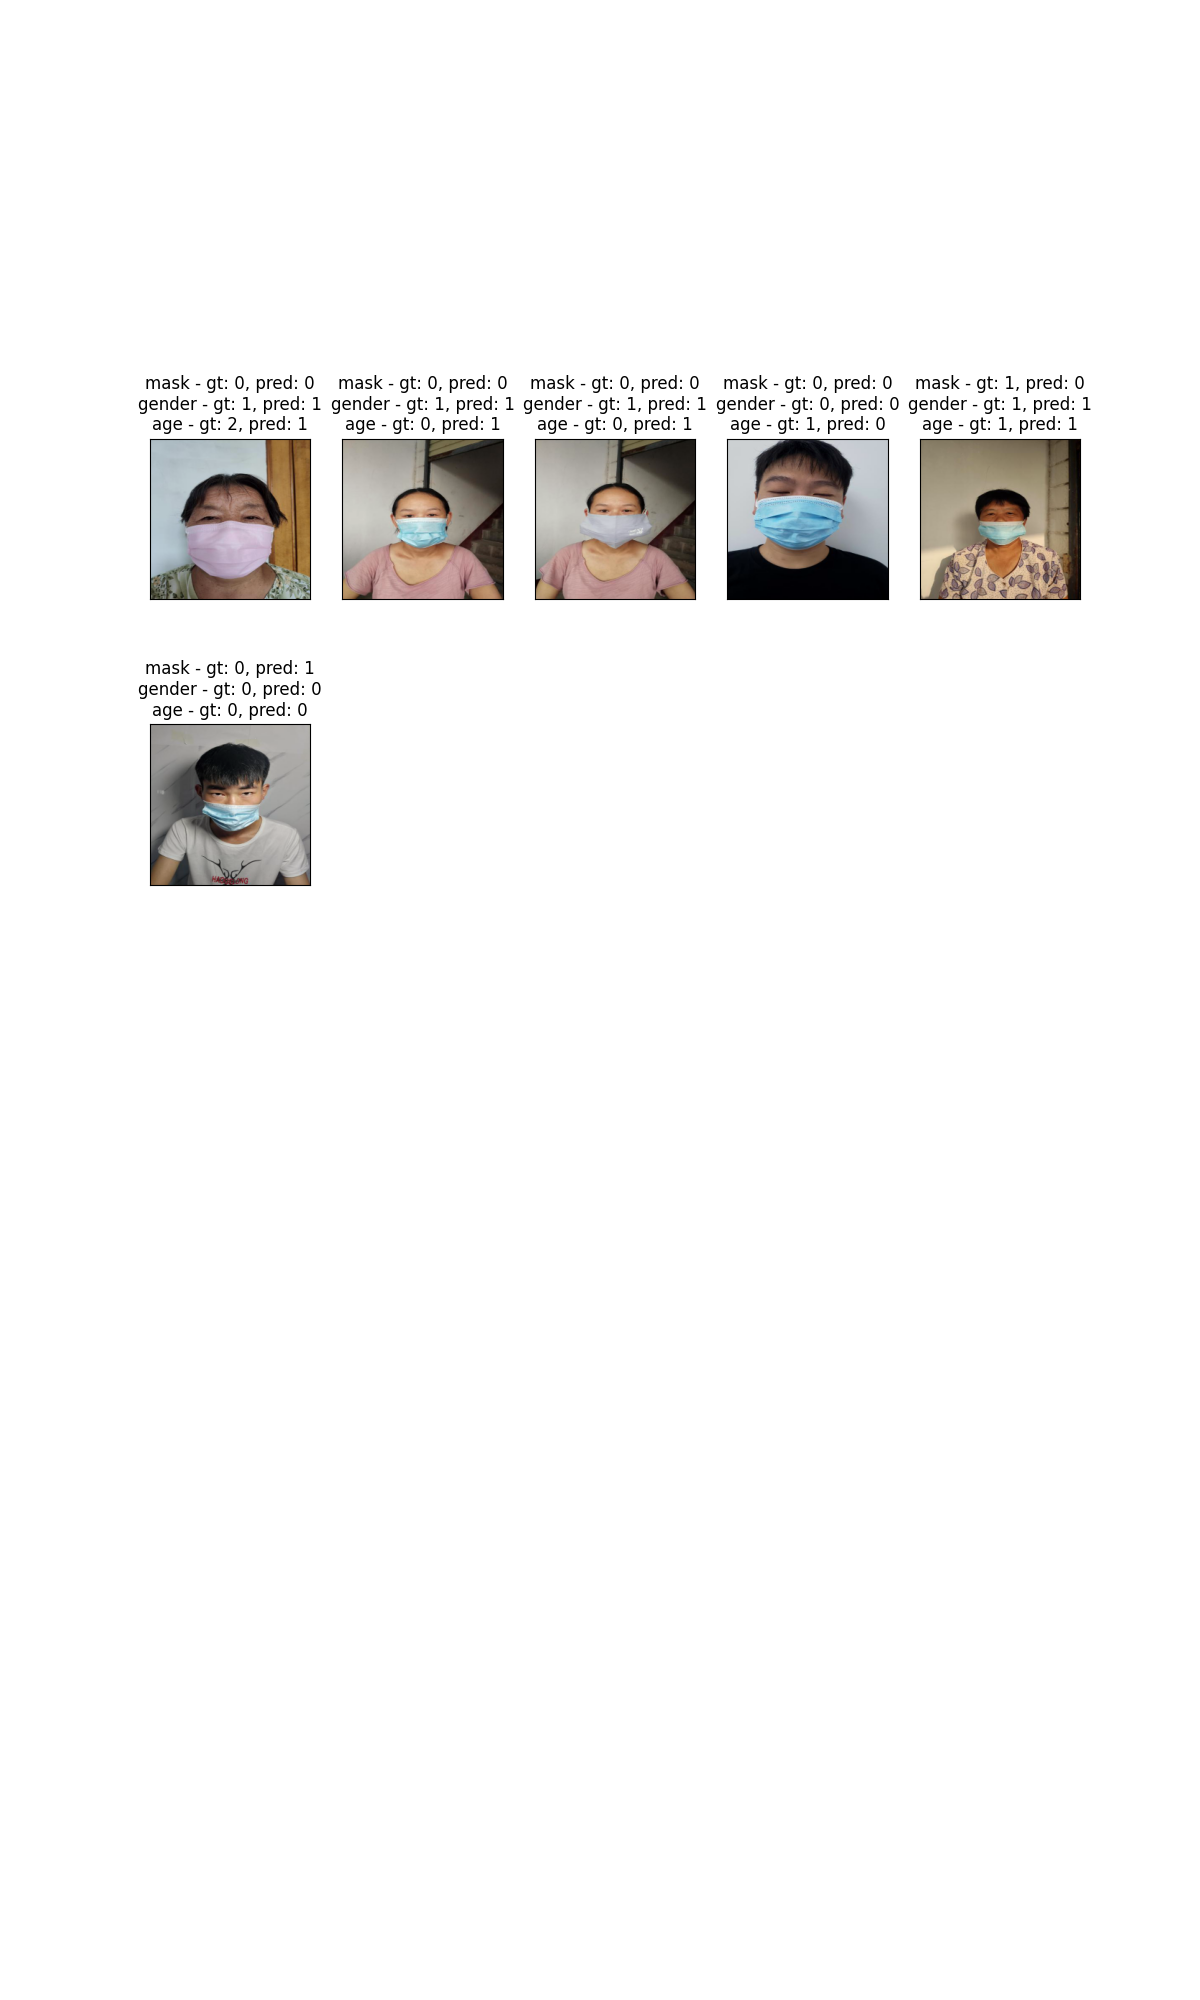 mask - gt: 0, pred: 0
gender - gt: 1, pred: 1
age - gt: 2, pred: 1
mask - gt: 0, pred: 0
gender - gt: 1, pred: 1
age - gt: 0, pred: 1
mask - gt: 0, pred: 0
gender - gt: 1, pred: 1
age - gt: 0, pred: 1
mask - gt: 0, pred: 0
gender - gt: 0, pred: 0
age - gt: 1, pred: 0
mask - gt: 1, pred: 0
gender - gt: 1, pred: 1
age - gt: 1, pred: 1
mask - gt: 0, pred: 1
gender - gt: 0, pred: 0
age - gt: 0, pred: 0